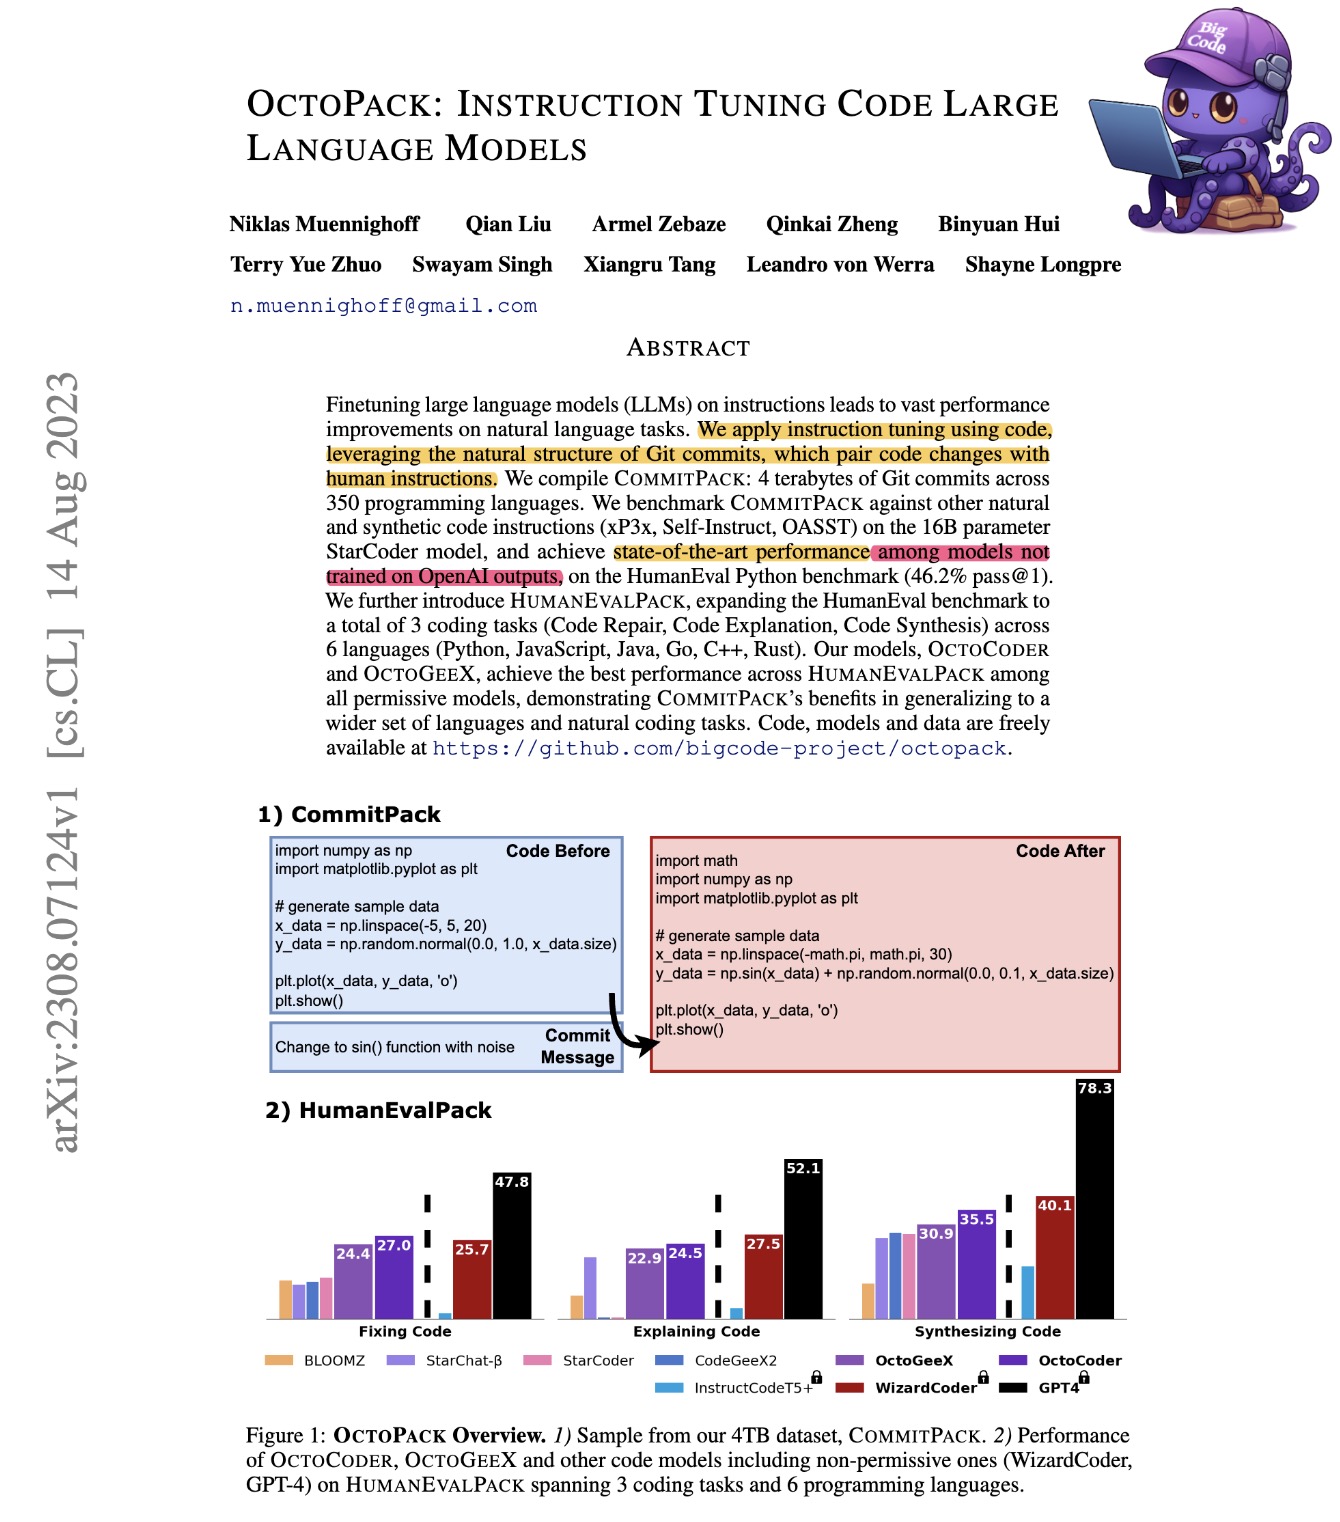 Big
Code
OCTOPACK: INSTRUCTION TUNING CODE LARGE
LANGUAGE MODELS
Niklas Muennighoff Qian Liu Armel Zebaze Qinkai Zheng Binyuan Hui
Terry Yue Zhuo Swayam Singh Xiangru Tang Leandro von Werra Shayne Longpre
n.muennighoff@gmail.com
ABSTRACT
Finetuning large language models (LLMs) on instructions leads to vast performance
improvements on natural language tasks. We apply instruction tuning using code,
leveraging the natural structure of Git commits, which pair code changes with
human instructions. We compile COMMITPACK: 4 terabytes of Git commits across
350 programming languages. We benchmark COMMITPACK against other natural
and synthetic code instructions (xP3x, Self-Instruct, OASST) on the 16B parameter
StarCoder model, and achieve state-of-the-art performance among models not
trained on OpenAI outputs, on the HumanEval Python benchmark (46.2% pass@1).
We further introduce HUMANEVALPACK, expanding the HumanEval benchmark to
a total of 3 coding tasks (Code Repair, Code Explanation, Code Synthesis) across
6 languages (Python, JavaScript, Java, Go, C++, Rust). Our models, OCTOCODER
and OCTOGEEX, achieve the best performance across HUMANEVALPACK among
all permissive models, demonstrating COMMITPACK's benefits in generalizing to a
wider set of languages and natural coding tasks. Code, models and data are freely
available at https://github.com/bigcode-project/octopack.
arXiv:2308.07124v1 [cs.CL] 14 Aug 2023
1) CommitPack
Code Before
import numpy as np
import matplotlib.pyplot as plt
# generate sample data
x_data = np.linspace(-5, 5, 20)
y_data = np.random.normal(0.0, 1.0, x_data.size)
plt.plot(x_data, y_data, 'o')
plt.show()
Change to sin() function with noise
Commit
Message
Code After
import math
import numpy as np
import matplotlib.pyplot as plt
# generate sample data
x_data = np.linspace(-math.pi, math.pi, 30)
y_data = np.sin(x_data) + np.random.normal(0.0, 0.1, x_data.size)
plt.plot(x_data, y_data, 'o')
plt.show()
2) HumanEvalPack
24.4 27.0 25.7 47.8
22.9 24.5 27.5 52.1
30.9 35.5 40.1 78.3
Fixing Code Explaining Code Synthesizing Code
BLOOMZ StarChat-β StarCoder CodeGeeX2 OctoGeeX OctoCoder
InstructCodeT5+ WizardCoder GPT4
Figure 1: OCTOPACK Overview. 1) Sample from our 4TB dataset, COMMITPACK. 2) Performance
of OCTOCODER, OCTOGEEX and other code models including non-permissive ones (WizardCoder,
GPT-4) on HUMANEVALPACK spanning 3 coding tasks and 6 programming languages.